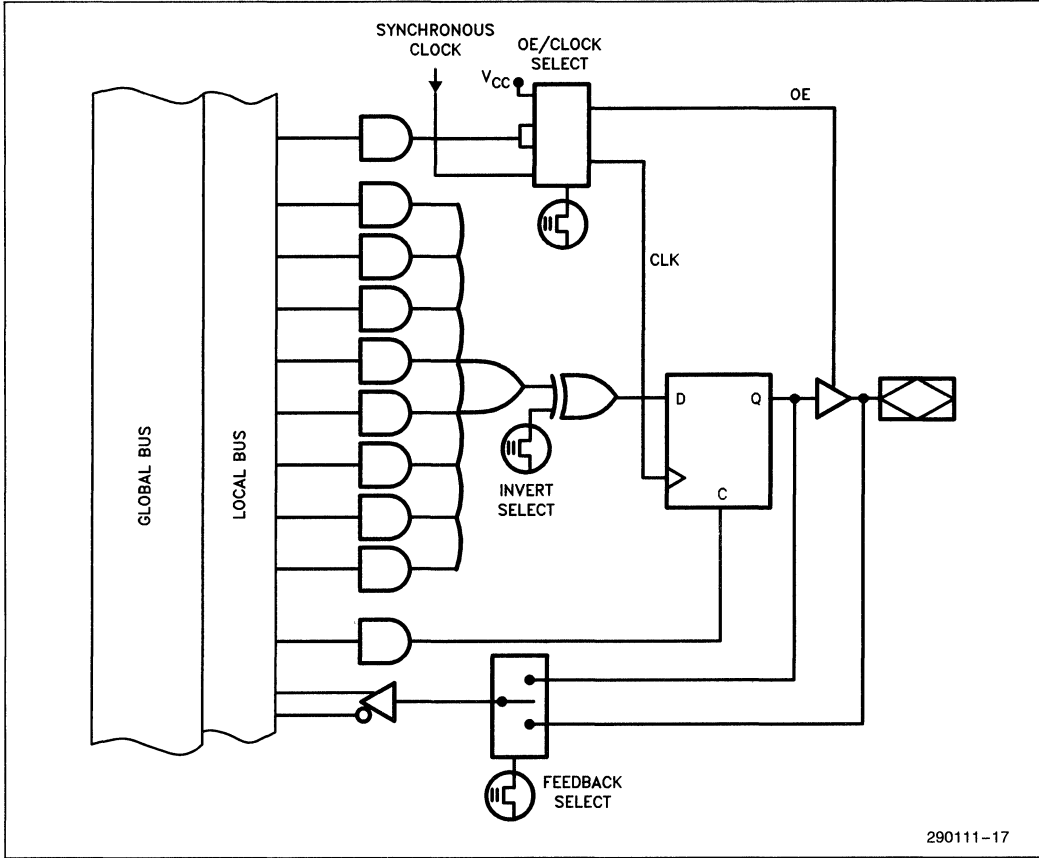 SYNCHRONOUS
CLOCK
OE/CLOCK
SELECT
VCC
OE
CLK
GLOBAL BUS
LOCAL BUS
D
Q
C
INVERT
SELECT
FEEDBACK
SELECT
290111-17